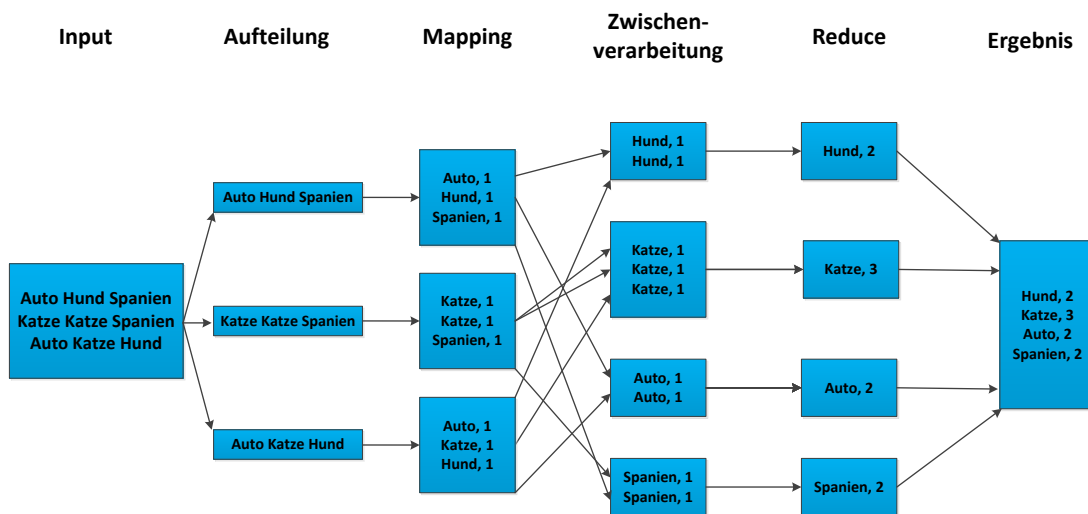 Input
Aufteilung
Mapping
Zwischen-
verarbeitung
Reduce
Ergebnis
Auto Hund Spanien
Katze Katze Spanien
Auto Katze Hund
Auto Hund Spanien
Katze Katze Spanien
Auto Katze Hund
Auto, 1
Hund, 1
Spanien, 1
Katze, 1
Katze, 1
Spanien, 1
Auto, 1
Katze, 1
Hund, 1
Hund, 1
Hund, 1
Katze, 1
Katze, 1
Katze, 1
Auto, 1
Auto, 1
Spanien, 1
Spanien, 1
Hund, 2
Katze, 3
Auto, 2
Spanien, 2
Hund, 2
Katze, 3
Auto, 2
Spanien, 2